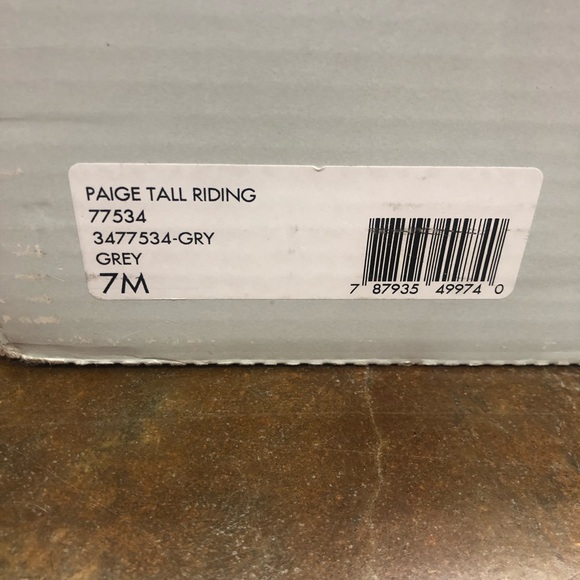 PAIGE TALL RIDING
77534
3477534-GRY
GREY
7M
7 87935 49974 0